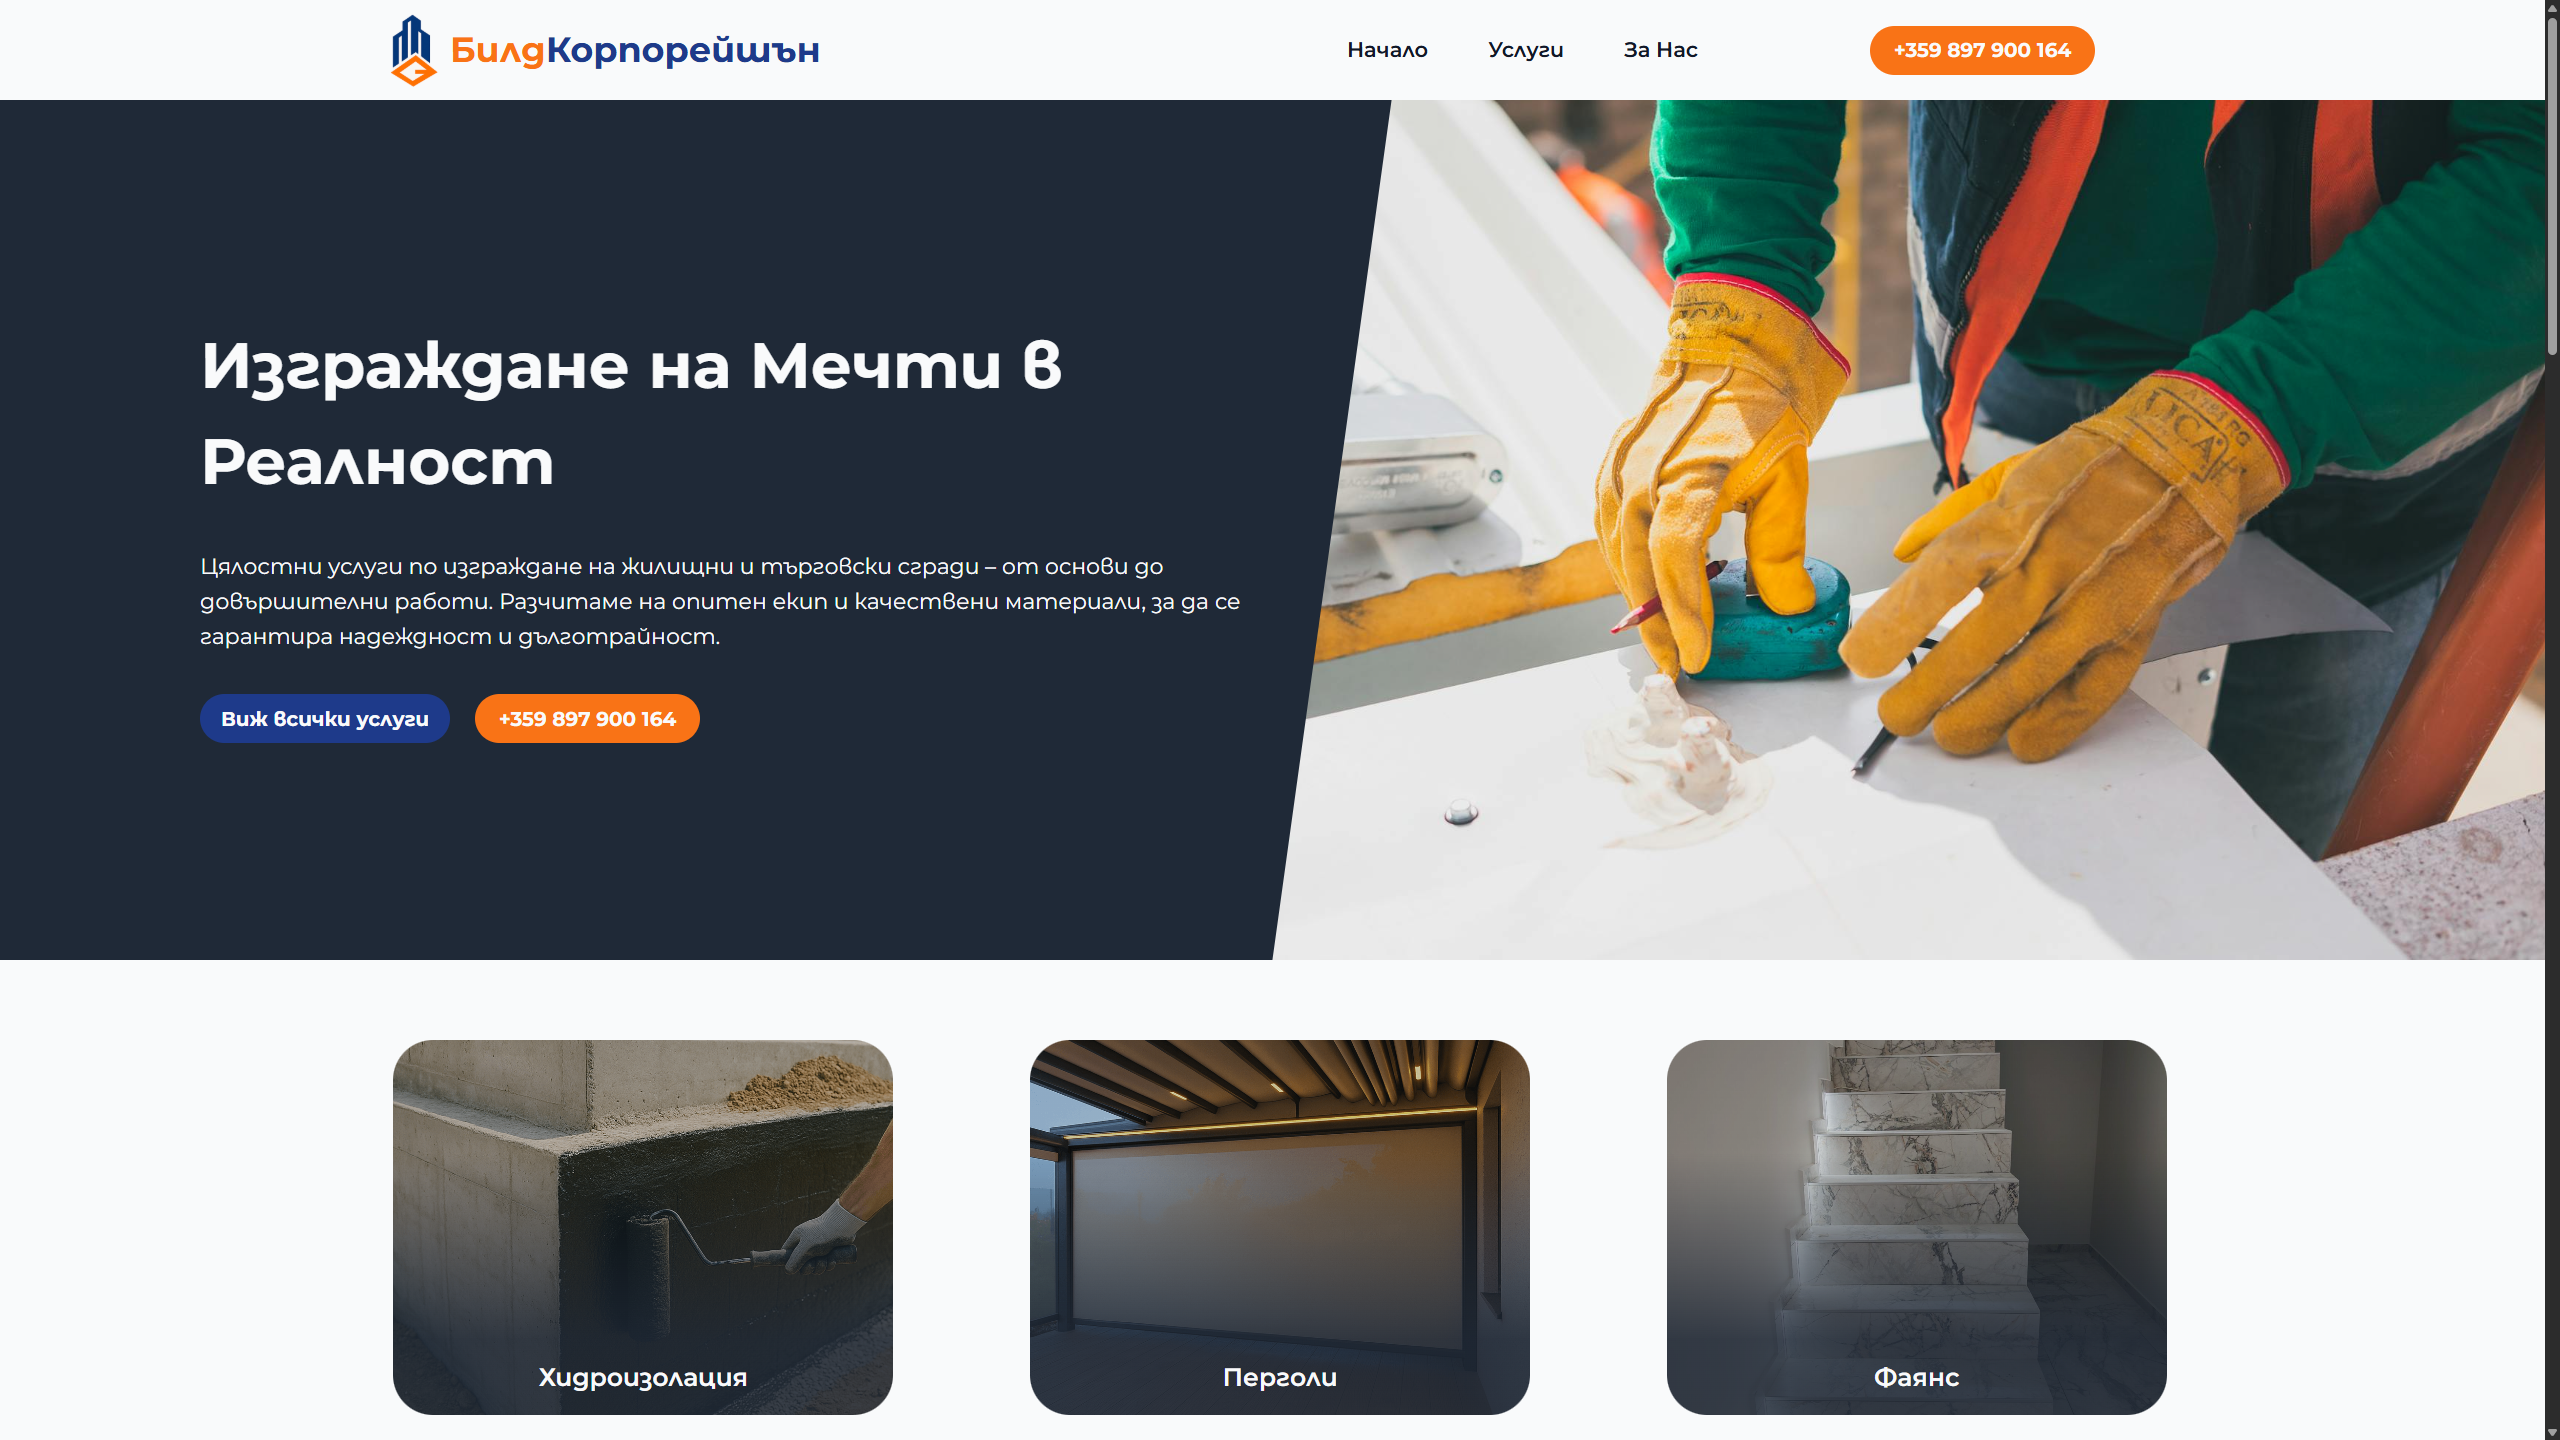 БилдКорпорейшън
Начало
Услуги
За Нас
+359 897 900 164
Изграждане на Мечти в
Реалност
Цялостни услуги по изграждане на жилищни и търговски сгради – от основи до
довършителни работи. Разчитаме на опитен екип и качествени материали, за да се
гарантира надеждност и дълготрайност.
Виж всички услуги
+359 897 900 164
Хидроизолация
Перголи
Фаянс